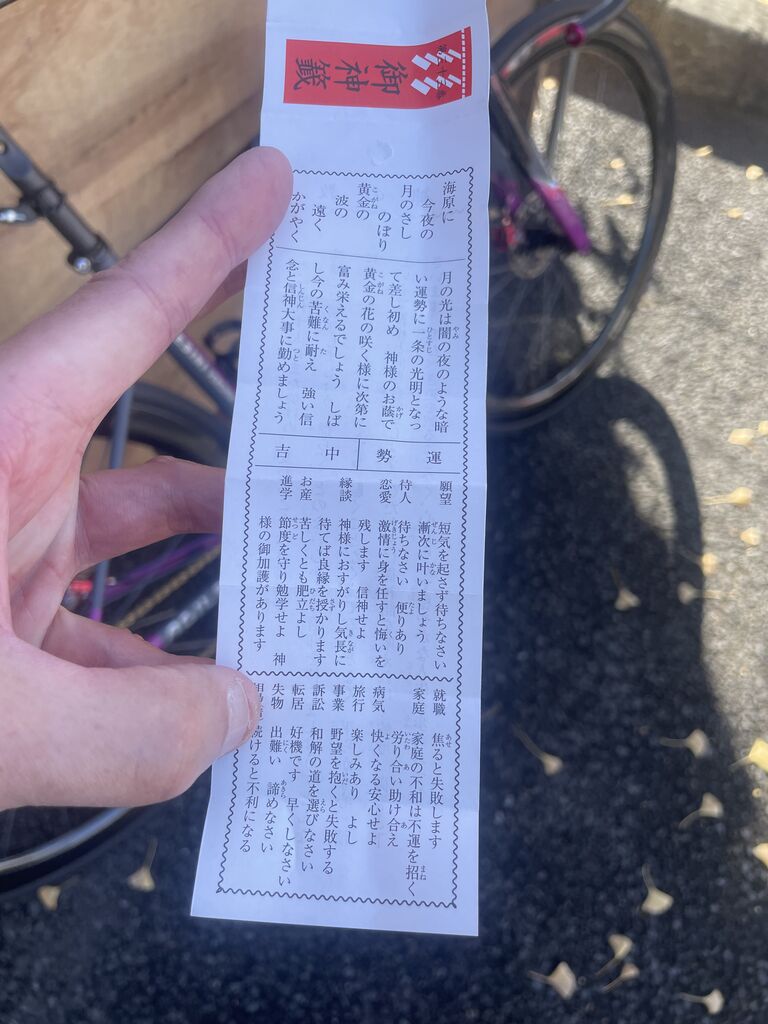 御神籤
海原に
今夜の
月のさし
のぼり
黄金の
波の
遠く
かがやく
月の光は闇の夜のような暗
い運勢に一条の光明となっ
て差し初め 神様のお蔭で
黄金の花の咲く様に次第に
富み栄えるでしょう しば
し今の苦難に耐え 強い信
念と信神大事に勤めましょう
運勢
中吉
願望 短気を起さず待ちなさい
漸次に叶いましょう
待人 待ちなさい 便りあり
恋愛 激情に身を任すと悔いを
残します 信神せよ
縁談 神様におすがりし気長に
待てば良縁を授かります
お産 苦しくとも肥立よし
進学 節度を守り勉学せよ 神
様の御加護があります
就職 焦ると失敗します
家庭 家庭の不和は不運を招く
労り合い助け合え
病気 快くなる安心せよ
旅行 楽しみあり よし
事業 野望を抱くと失敗する
訴訟 和解の道を選びなさい
転居 好機です 早くしなさい
失物 出難い 諦めなさい
続けると不利になる